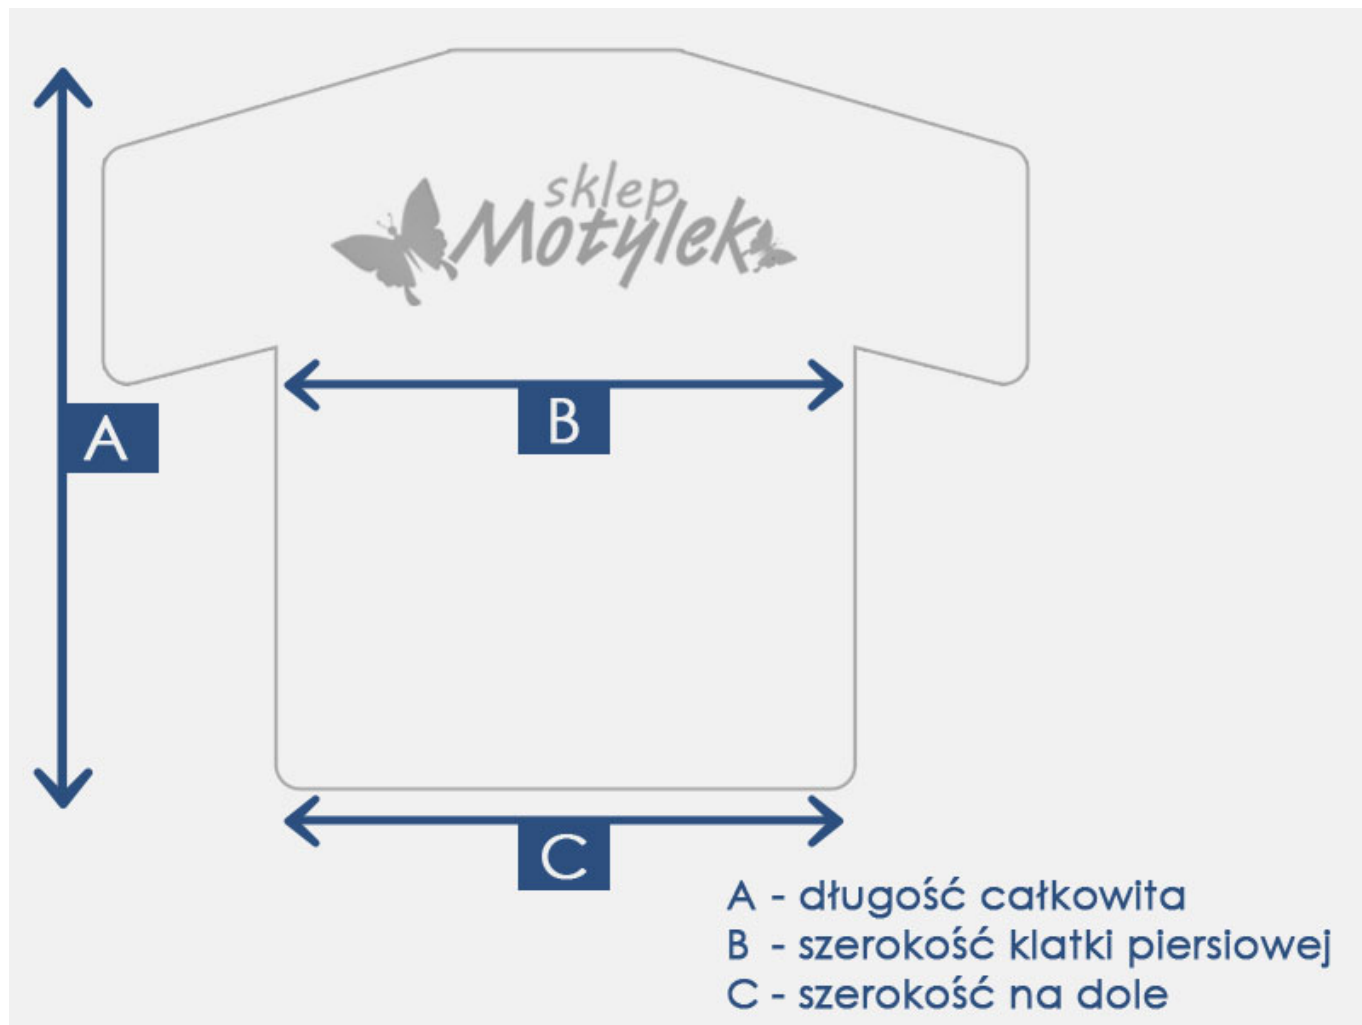 sklep
Motylek
A
B
C
A - długość całkowita
B - szerokość klatki piersiowej
C - szerokość na dole